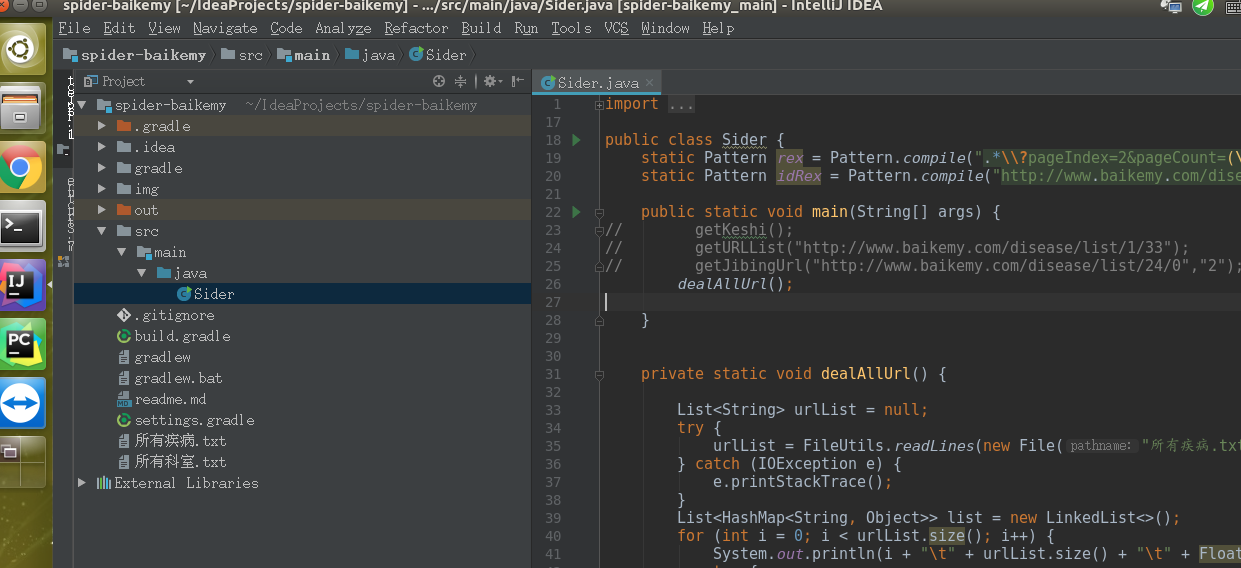 spider-baikemy [~/IdeaProjects/spider-baikemy] - .../src/main/java/Sider.java [spider-baikemy_main] - IntelliJ IDEA
File Edit View Navigate Code Analyze Refactor Build Run Tools VCS Window Help
spider-baikemy src main java Sider
Project
Sider.java
spider-baikemy ~/IdeaProjects/spider-baikemy
.gradle
.idea
gradle
img
out
src
main
java
Sider
.gitignore
build.gradle
gradlew
gradlew.bat
readme.md
settings.gradle
所有疾病.txt
所有科室.txt
External Libraries
1 import ...
17
18 public class Sider {
19 static Pattern rex = Pattern.compile(".*\\?pageIndex=2&pageCount=(\
20 static Pattern idRex = Pattern.compile("http://www.baikemy.com/dise
21
22 public static void main(String[] args) {
23 // getKeshi();
24 // getURLList("http://www.baikemy.com/disease/list/1/33");
25 // getJibingUrl("http://www.baikemy.com/disease/list/24/0","2");
26 dealAllUrl();
27
28 }
29
30
31 private static void dealAllUrl() {
32
33 List<String> urlList = null;
34 try {
35 urlList = FileUtils.readLines(new File( pathname: "所有疾病.tx
36 } catch (IOException e) {
37 e.printStackTrace();
38 }
39 List<HashMap<String, Object>> list = new LinkedList<>();
40 for (int i = 0; i < urlList.size(); i++) {
41 System.out.println(i + "\t" + urlList.size() + "\t" + Float
PC